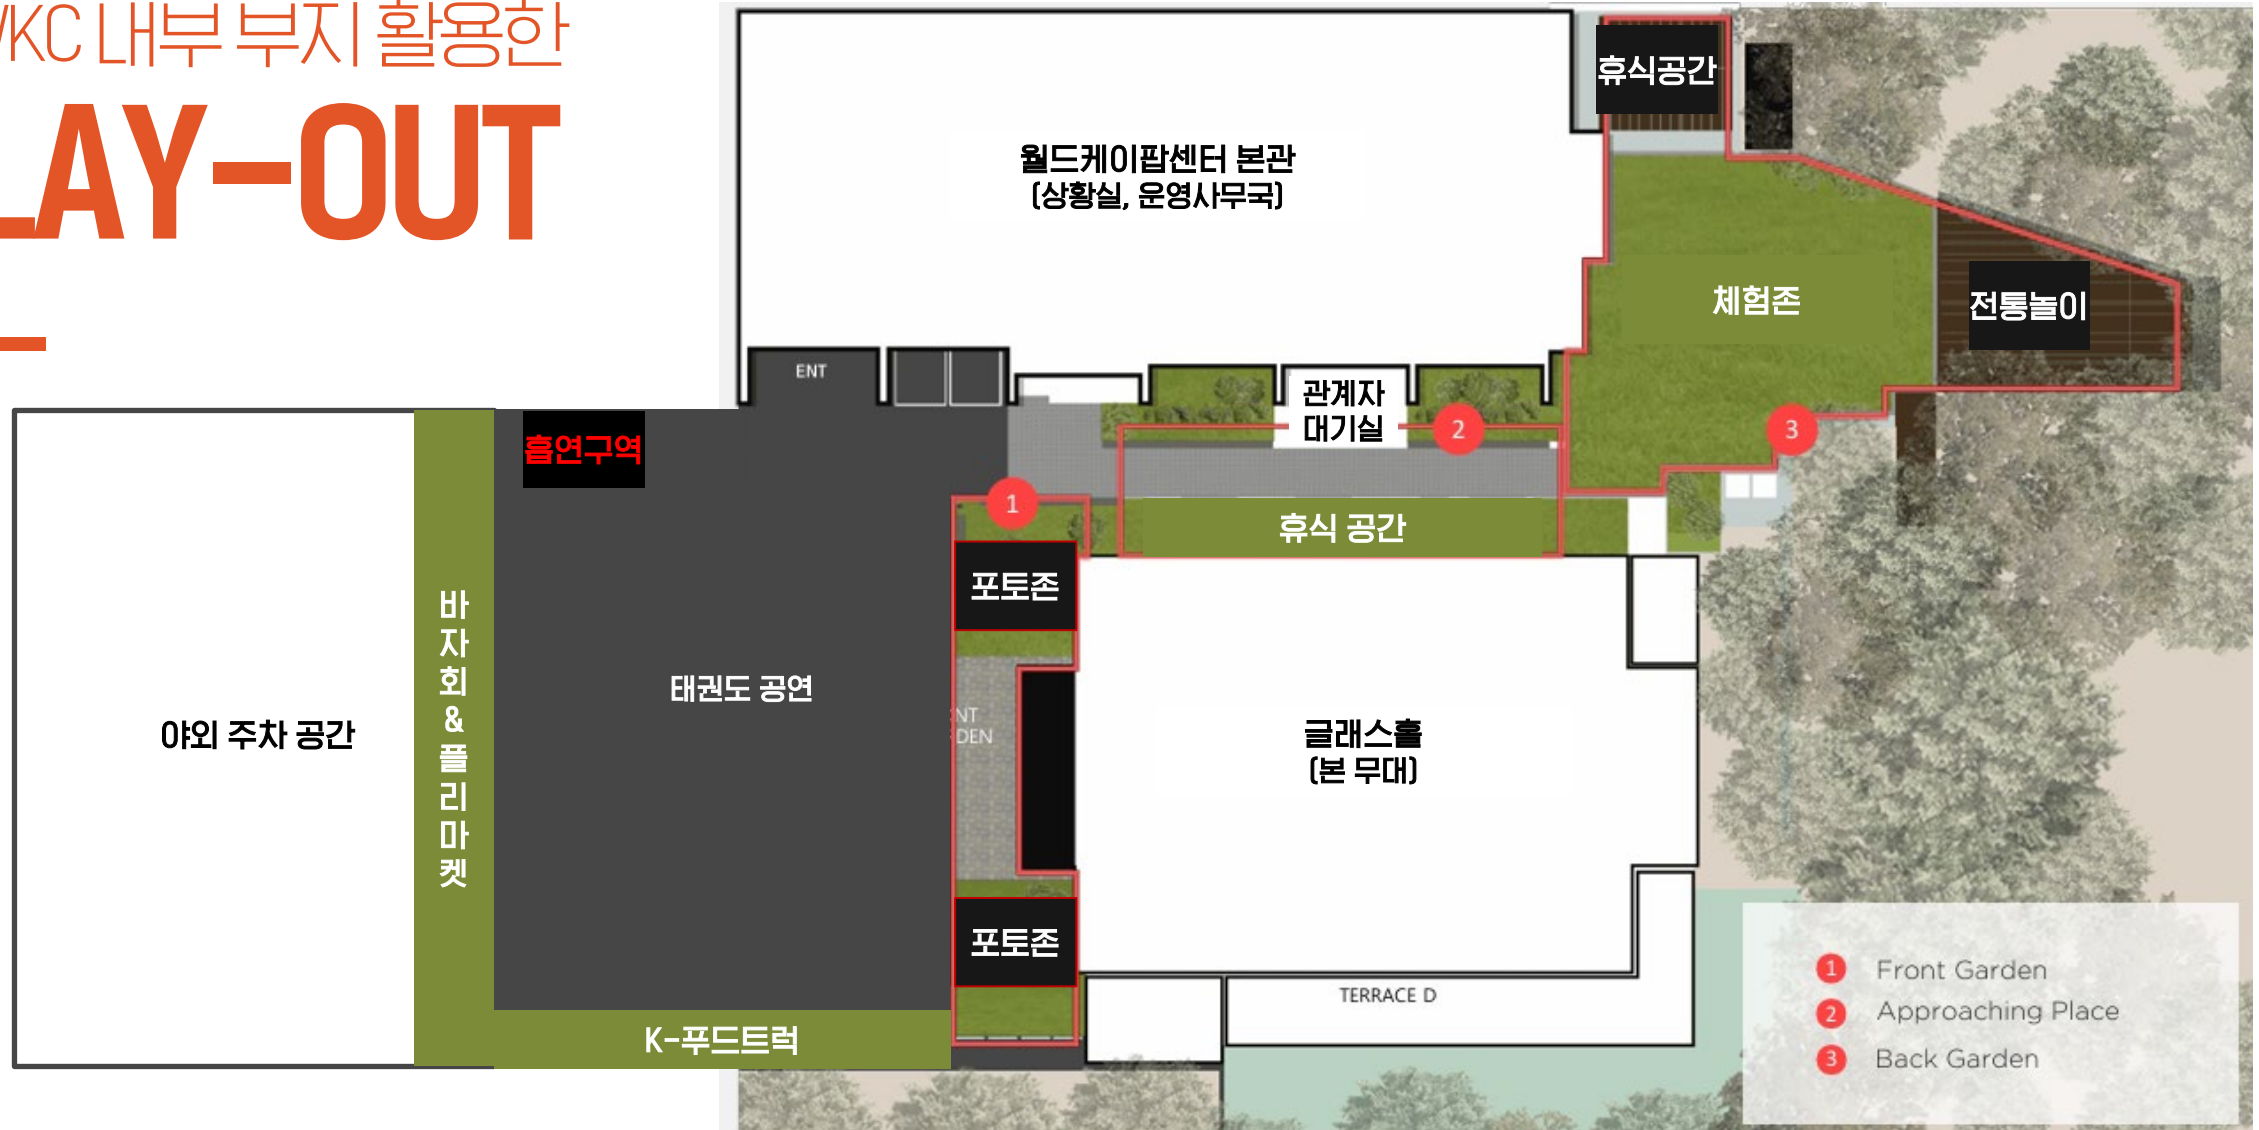 WKC 내부 부지 활용한
LAY-OUT
휴식공간
월드케이팝센터 본관
(상황실, 운영사무국)
체험존
전통놀이
ENT
관계자
대기실
2
3
흡연구역
1
휴식 공간
포토존
바자회&플리마켓
태권도 공연
야외 주차 공간
NT
DEN
글래스홀
(본 무대)
포토존
TERRACE D
K-푸드트럭
1 Front Garden
2 Approaching Place
3 Back Garden